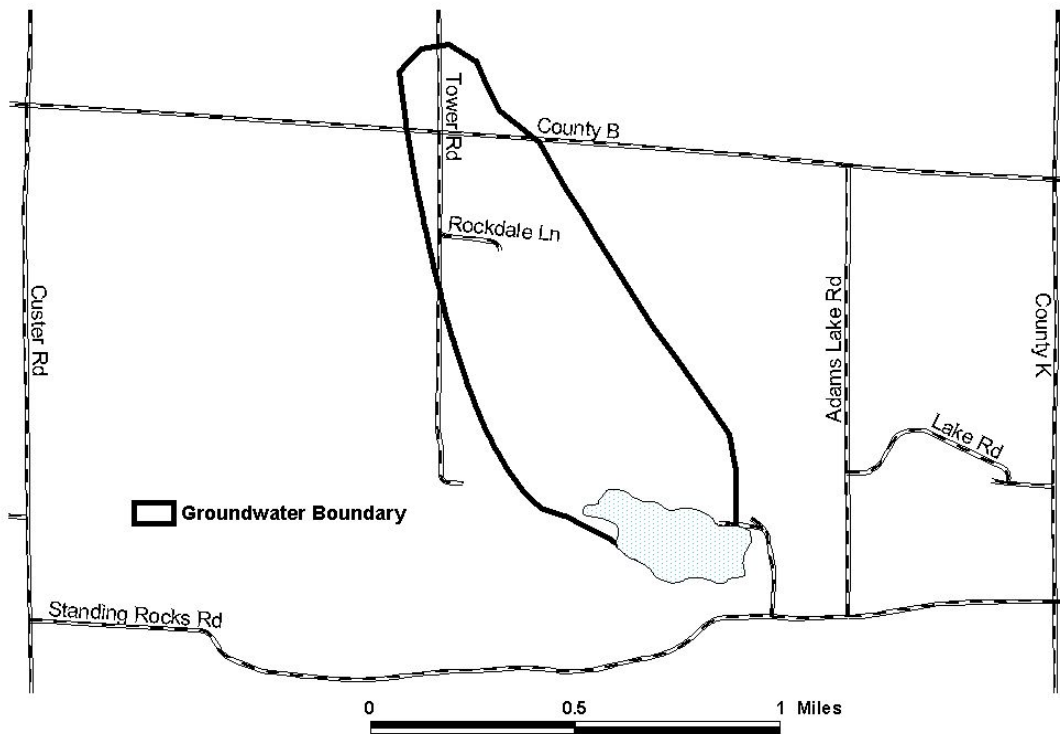 Tower Rd
County B
Rockdale Ln
Custer Rd
Adams Lake Rd
County K
Lake Rd
Groundwater Boundary
Standing Rocks Rd
0 0.5 1 Miles